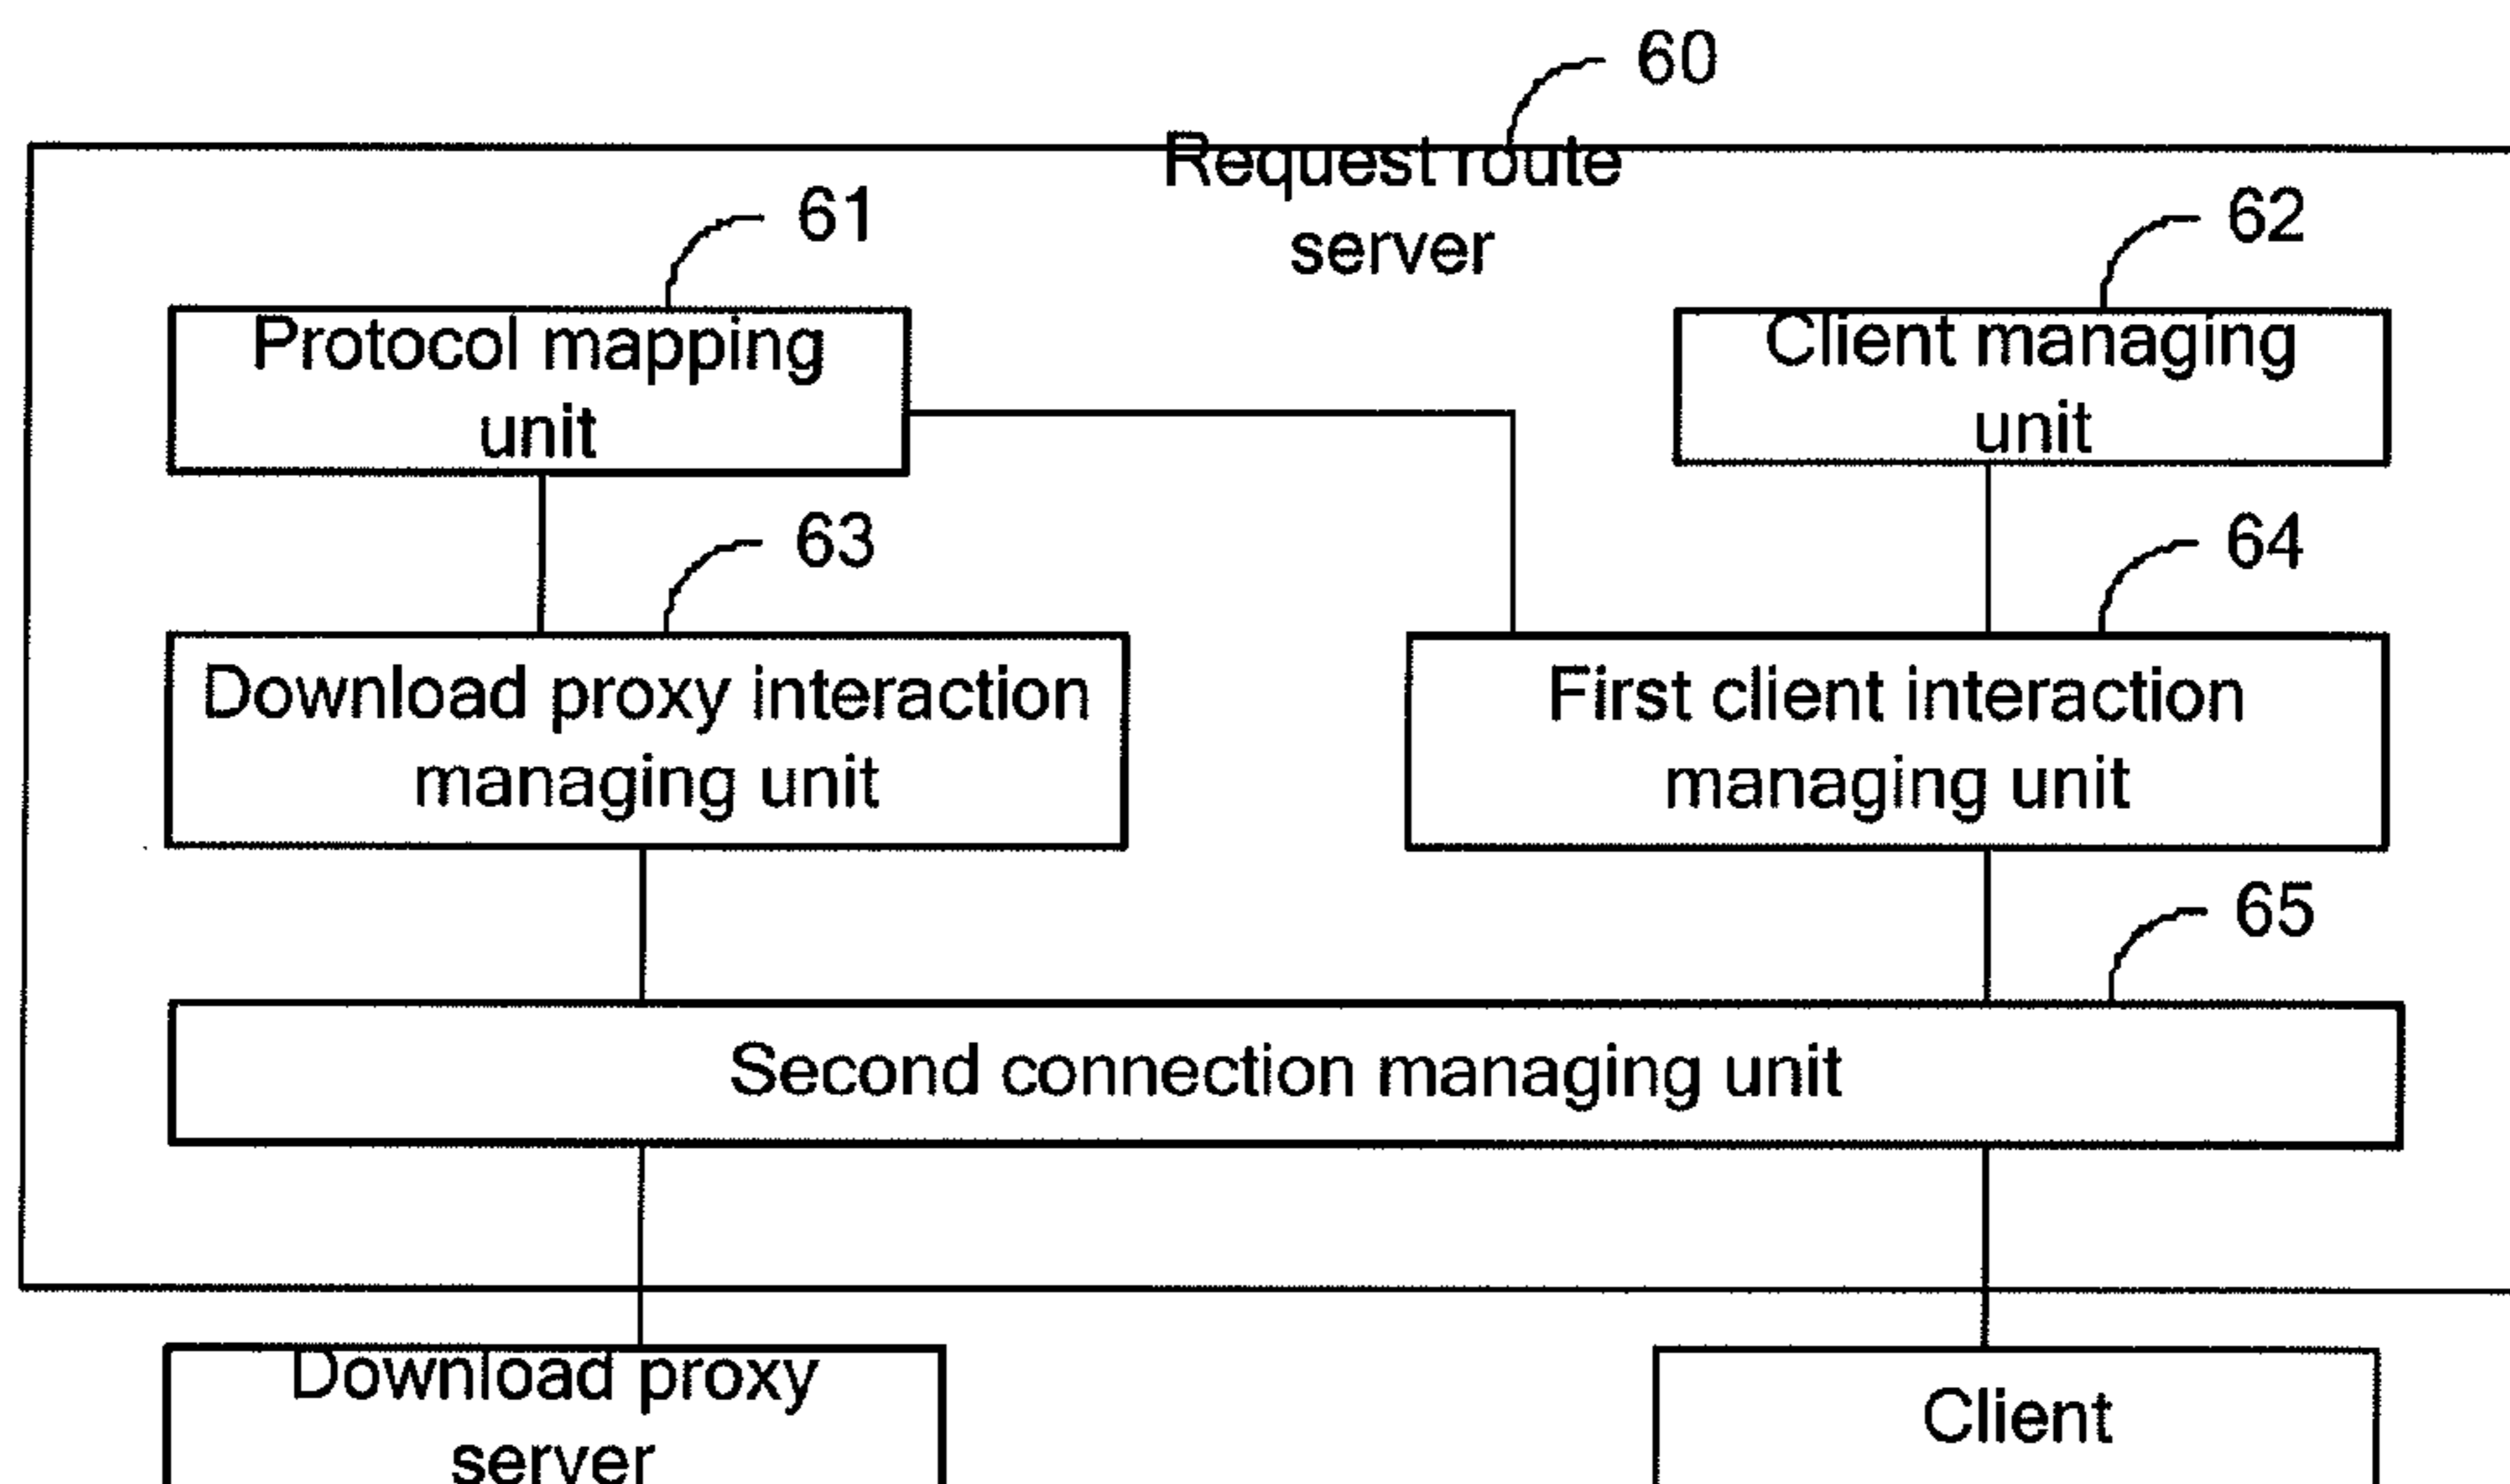 60
Request route
server
61
62
Protocol mapping
unit
Client managing
unit
63
64
Download proxy interaction
managing unit
First client interaction
managing unit
65
Second connection managing unit
Download proxy
server
Client